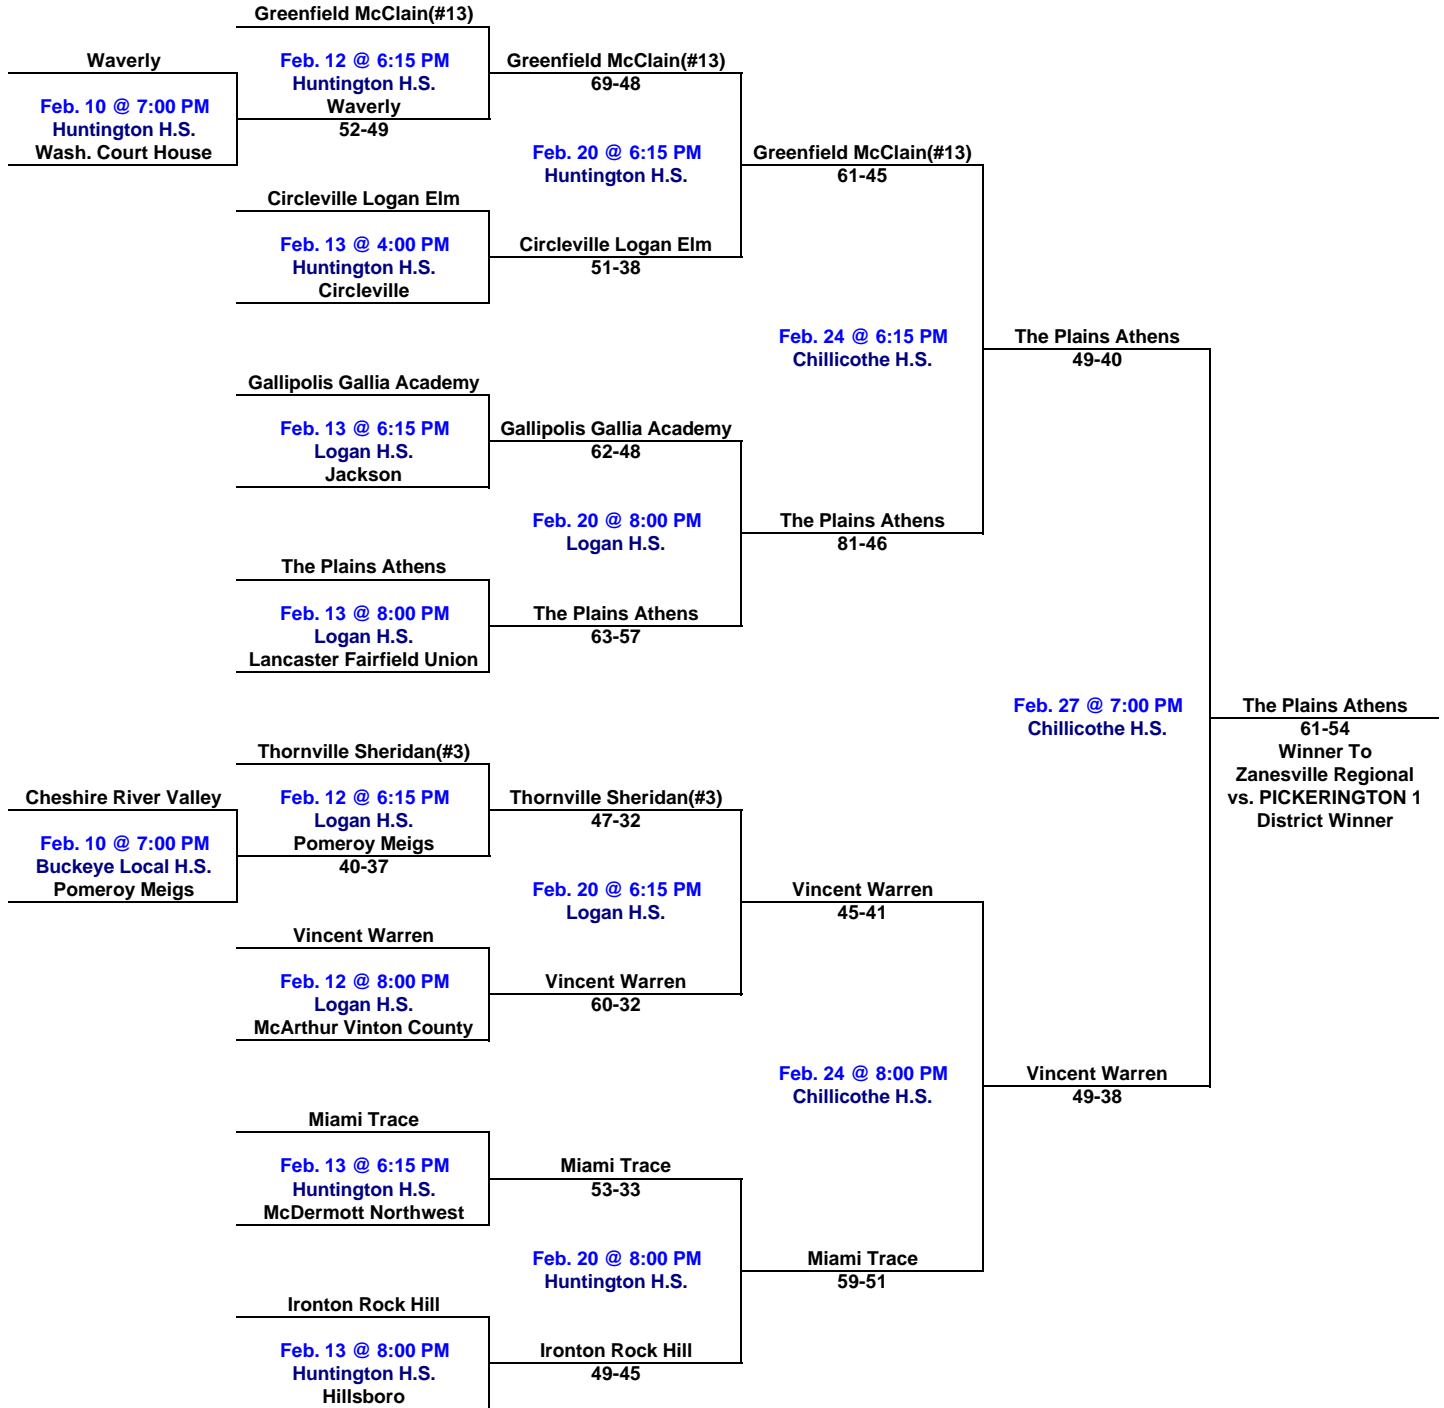 Greenfield McClain(#13)
Waverly
Feb. 12 @ 6:15 PM
Huntington H.S.
Greenfield McClain(#13)
69-48
Feb. 10 @ 7:00 PM
Huntington H.S.
Wash. Court House
Waverly
52-49
Feb. 20 @ 6:15 PM
Huntington H.S.
Greenfield McClain(#13)
61-45
Circleville Logan Elm
Feb. 13 @ 4:00 PM
Huntington H.S.
Circleville
Circleville Logan Elm
51-38
Feb. 24 @ 6:15 PM
Chillicothe H.S.
The Plains Athens
49-40
Gallipolis Gallia Academy
Feb. 13 @ 6:15 PM
Logan H.S.
Jackson
Gallipolis Gallia Academy
62-48
Feb. 20 @ 8:00 PM
Logan H.S.
The Plains Athens
81-46
The Plains Athens
Feb. 13 @ 8:00 PM
Logan H.S.
Lancaster Fairfield Union
The Plains Athens
63-57
Feb. 27 @ 7:00 PM
Chillicothe H.S.
The Plains Athens
61-54
Winner To
Zanesville Regional
vs. PICKERINGTON 1
District Winner
Thornville Sheridan(#3)
Cheshire River Valley
Feb. 12 @ 6:15 PM
Logan H.S.
Thornville Sheridan(#3)
47-32
Feb. 10 @ 7:00 PM
Buckeye Local H.S.
Pomeroy Meigs
Pomeroy Meigs
40-37
Feb. 20 @ 6:15 PM
Logan H.S.
Vincent Warren
45-41
Vincent Warren
Feb. 12 @ 8:00 PM
Logan H.S.
McArthur Vinton County
Vincent Warren
60-32
Feb. 24 @ 8:00 PM
Chillicothe H.S.
Vincent Warren
49-38
Miami Trace
Feb. 13 @ 6:15 PM
Huntington H.S.
McDermott Northwest
Miami Trace
53-33
Feb. 20 @ 8:00 PM
Huntington H.S.
Miami Trace
59-51
Ironton Rock Hill
Feb. 13 @ 8:00 PM
Huntington H.S.
Hillsboro
Ironton Rock Hill
49-45